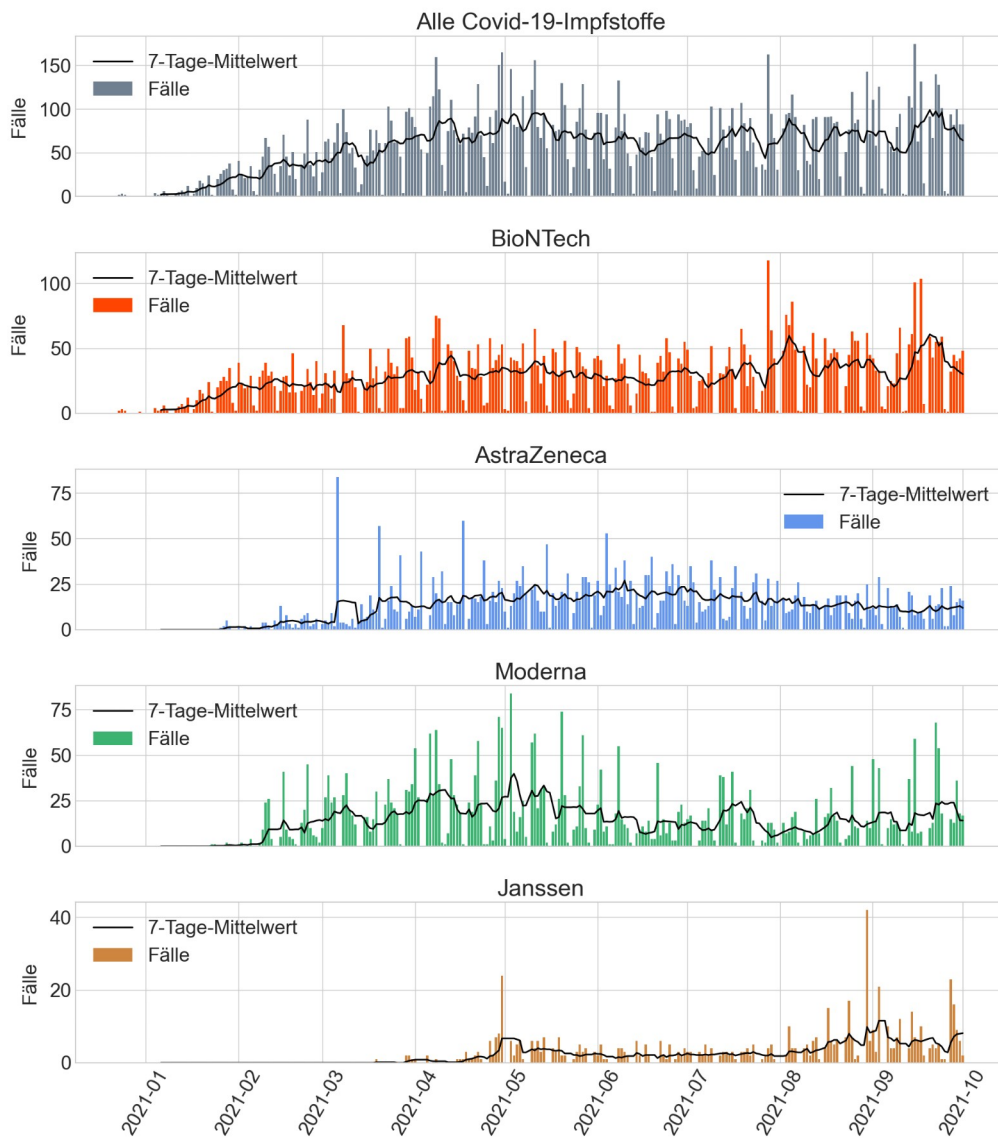 Alle Covid-19-Impfstoffe
150
100
50
0
Fälle
7-Tage-Mittelwert
Fälle
BioNTech
100
50
0
Fälle
7-Tage-Mittelwert
Fälle
AstraZeneca
75
50
25
0
Fälle
7-Tage-Mittelwert
Fälle
Moderna
75
50
25
0
Fälle
7-Tage-Mittelwert
Fälle
Janssen
40
20
0
Fälle
7-Tage-Mittelwert
Fälle
2021-01
2021-02
2021-03
2021-04
2021-05
2021-06
2021-07
2021-08
2021-09
2021-10